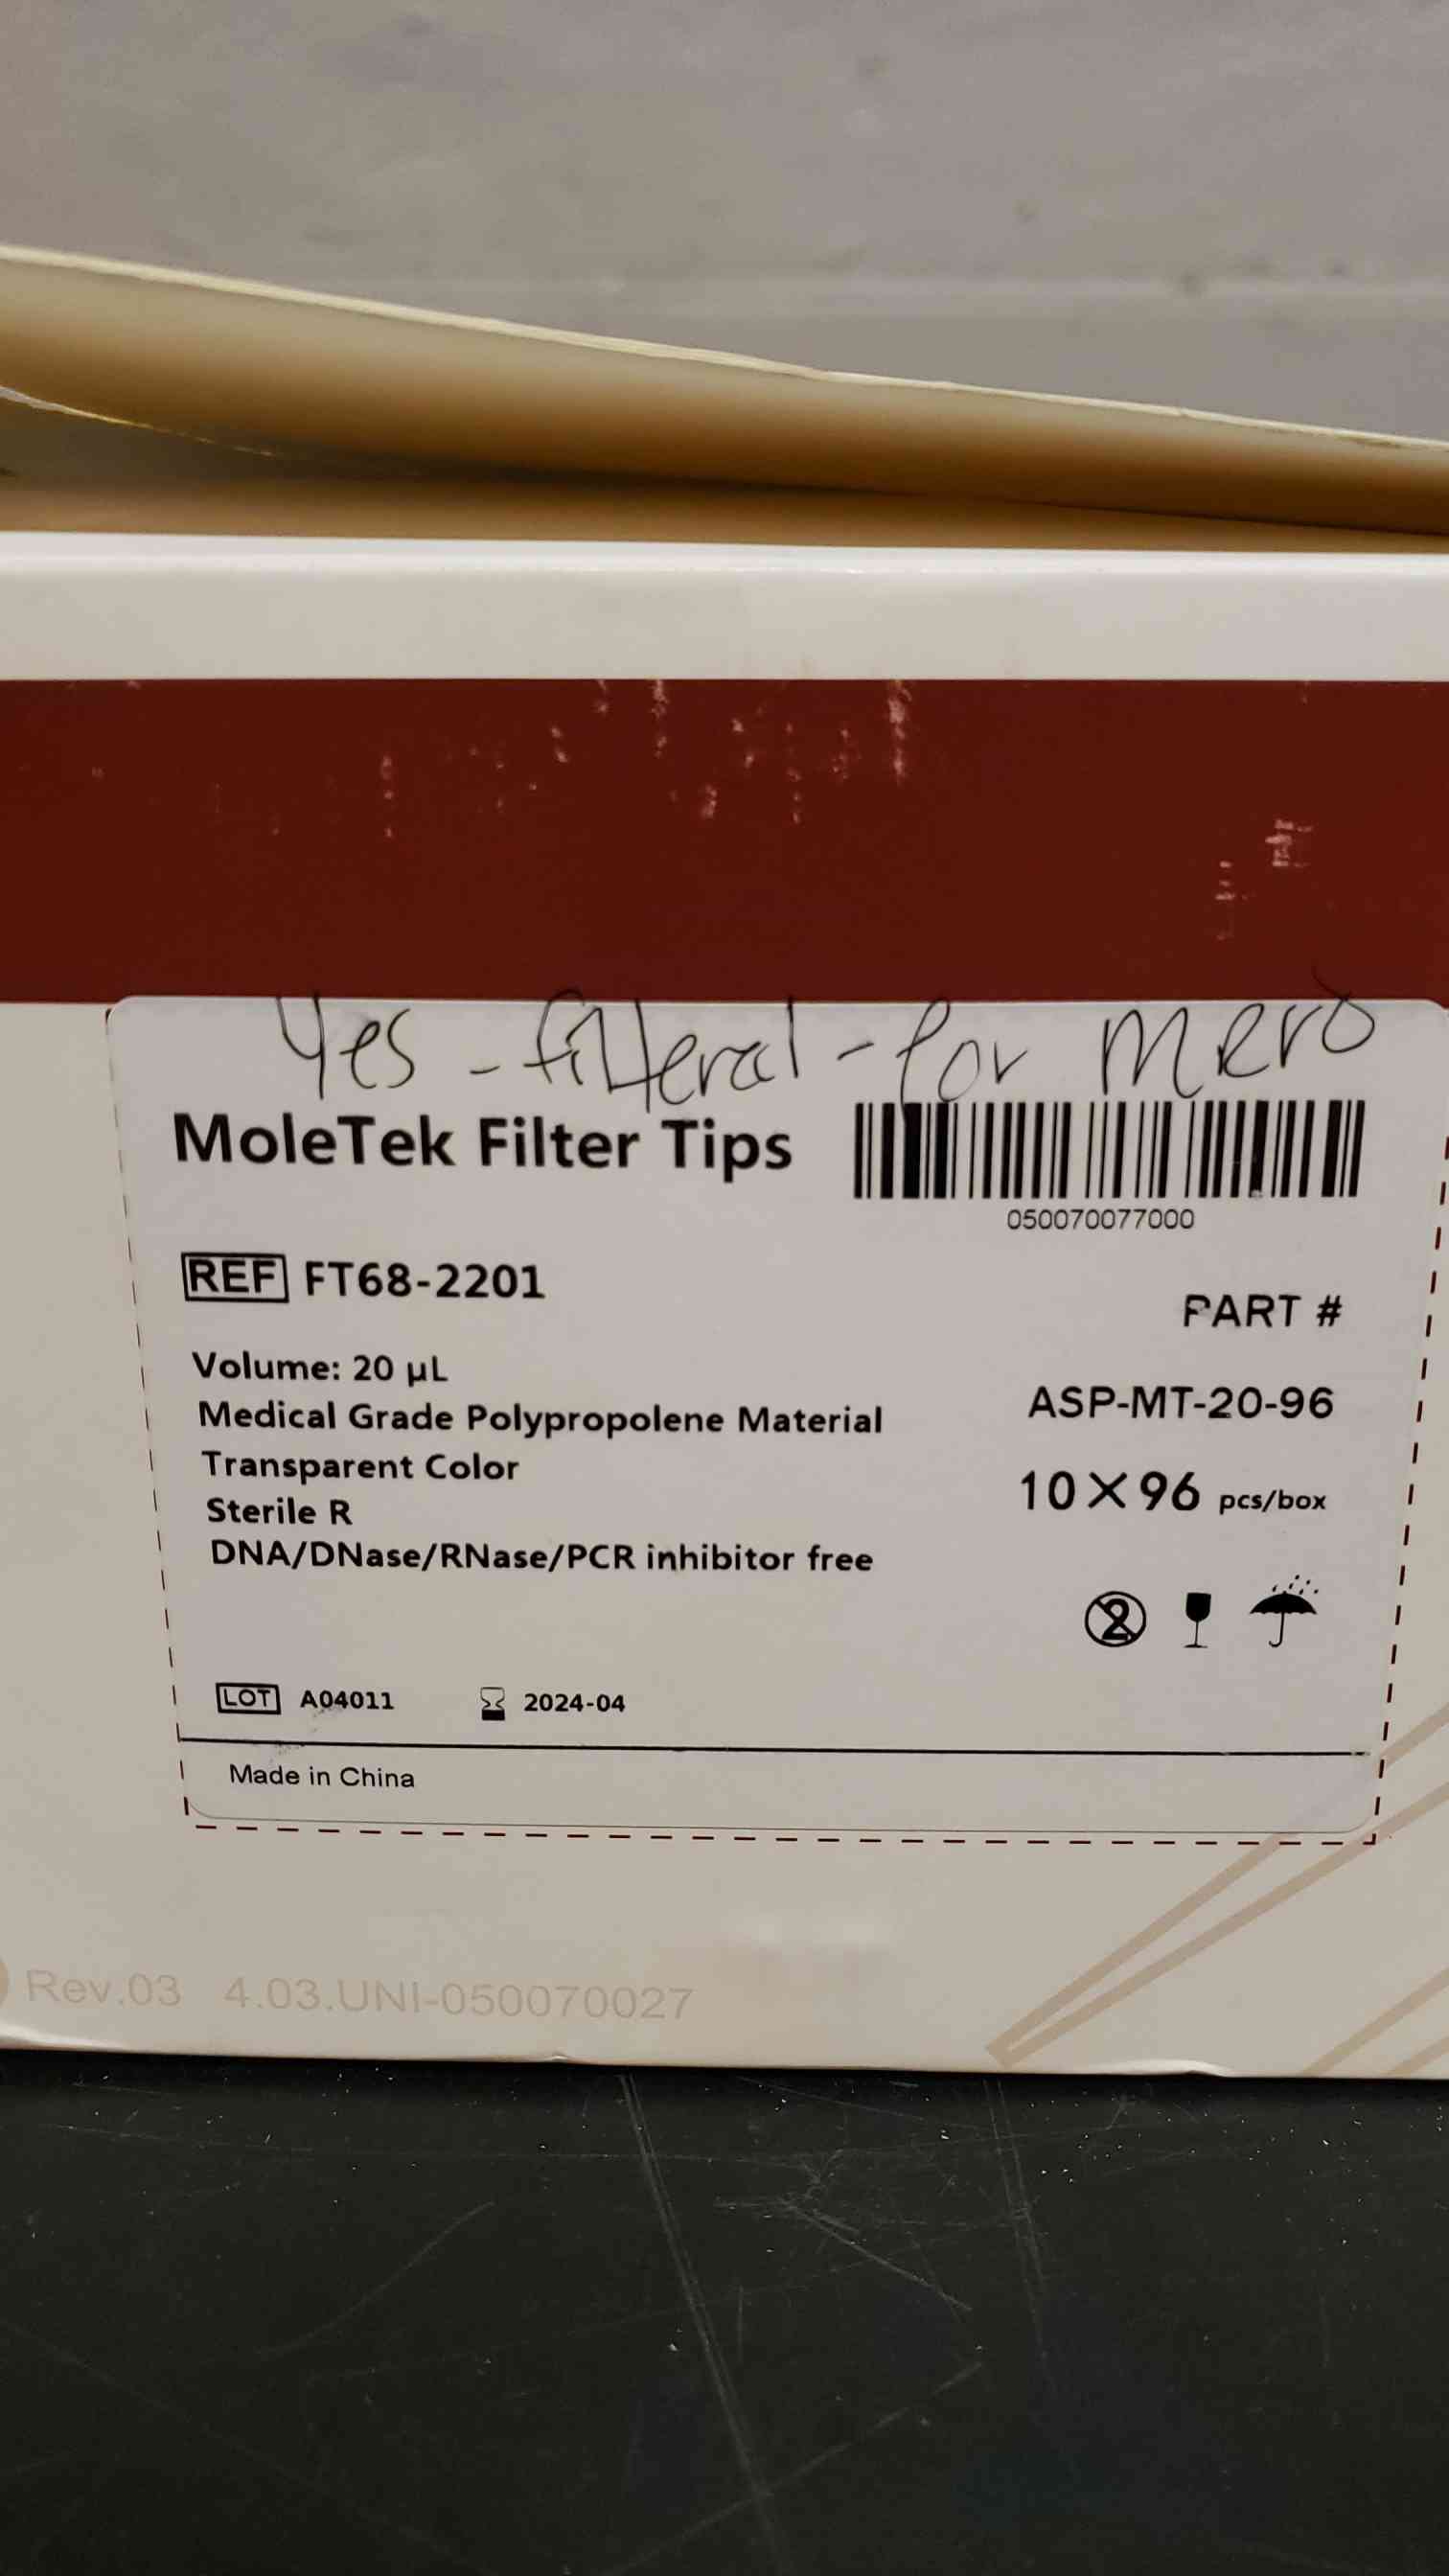 Yes - filtered - for Mero
MoleTek Filter Tips
050070077000
REF FT68-2201
PART #
Volume: 20 µL
Medical Grade Polypropolene Material
ASP-MT-20-96
Transparent Color
10×96 pcs/box
Sterile R
DNA/DNase/RNase/PCR inhibitor free
2
LOT A04011 2024-04
Made in China
Rev.03 4.03.UNI-050070027